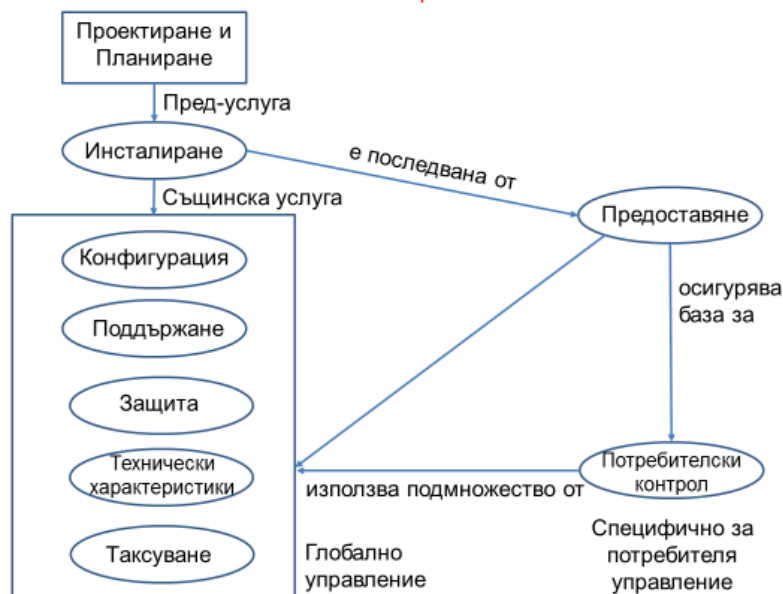 Проектиране и
Планиране
Пред-услуга
Инсталиране
е последвана от
Същинска услуга
Предоставяне
Конфигурация
осигурява
база за
Поддържане
Защита
Технически
характеристики
Потребителски
контрол
използва подмножество от
Таксуване
Глобално
управление
Специфично за
потребителя
управление